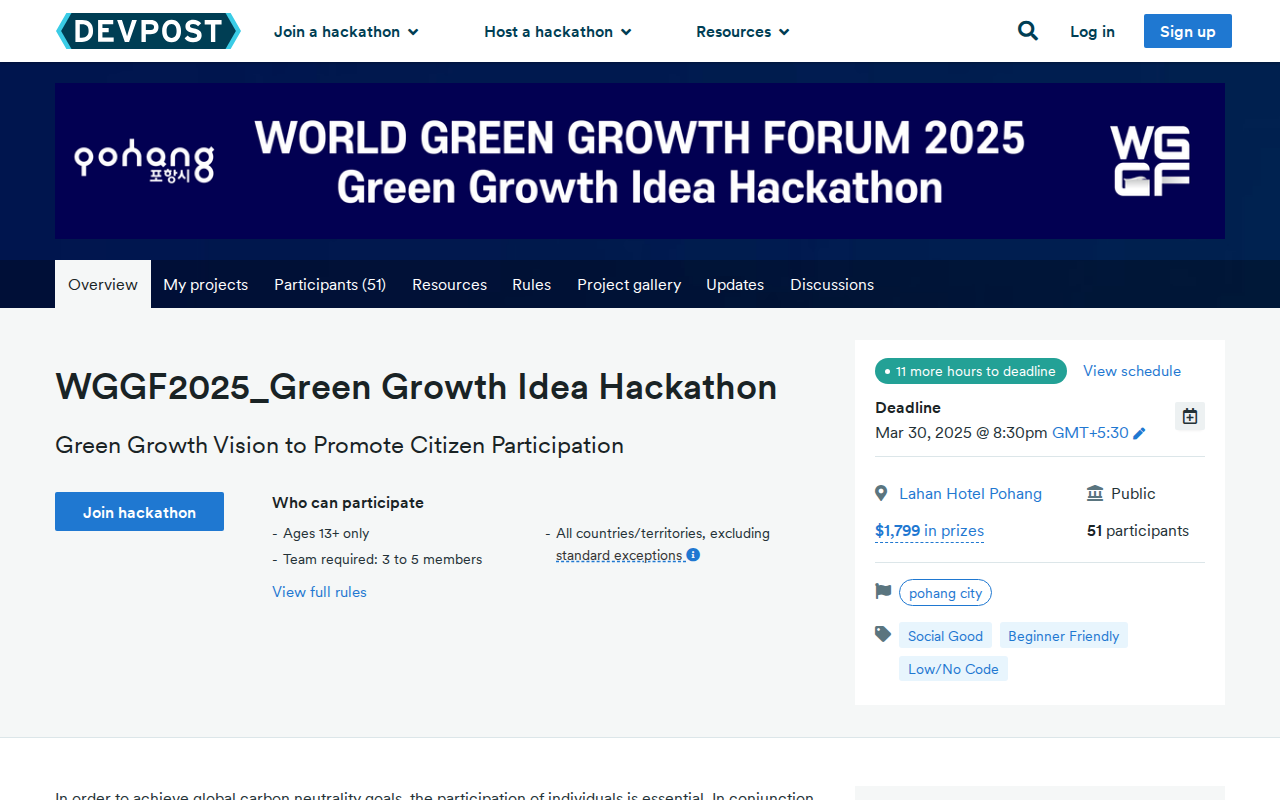 DEVPOST
Join a hackathon
Host a hackathon
Resources
Log in
Sign up
pohang
포항시
WORLD GREEN GROWTH FORUM 2025
Green Growth Idea Hackathon
WG
GF
Overview
My projects
Participants (51)
Resources
Rules
Project gallery
Updates
Discussions
WGGF2025_Green Growth Idea Hackathon
Green Growth Vision to Promote Citizen Participation
Join hackathon
Who can participate
- Ages 13+ only
- Team required: 3 to 5 members
- All countries/territories, excluding
standard exceptions
View full rules
11 more hours to deadline
View schedule
Deadline
Mar 30, 2025 @ 8:30pm GMT+5:30
Lahan Hotel Pohang
Public
$1,799 in prizes
51 participants
pohang city
Social Good
Beginner Friendly
Low/No Code
In order to achieve global carbon neutrality goals, the participation of individuals is essential. In conjunction